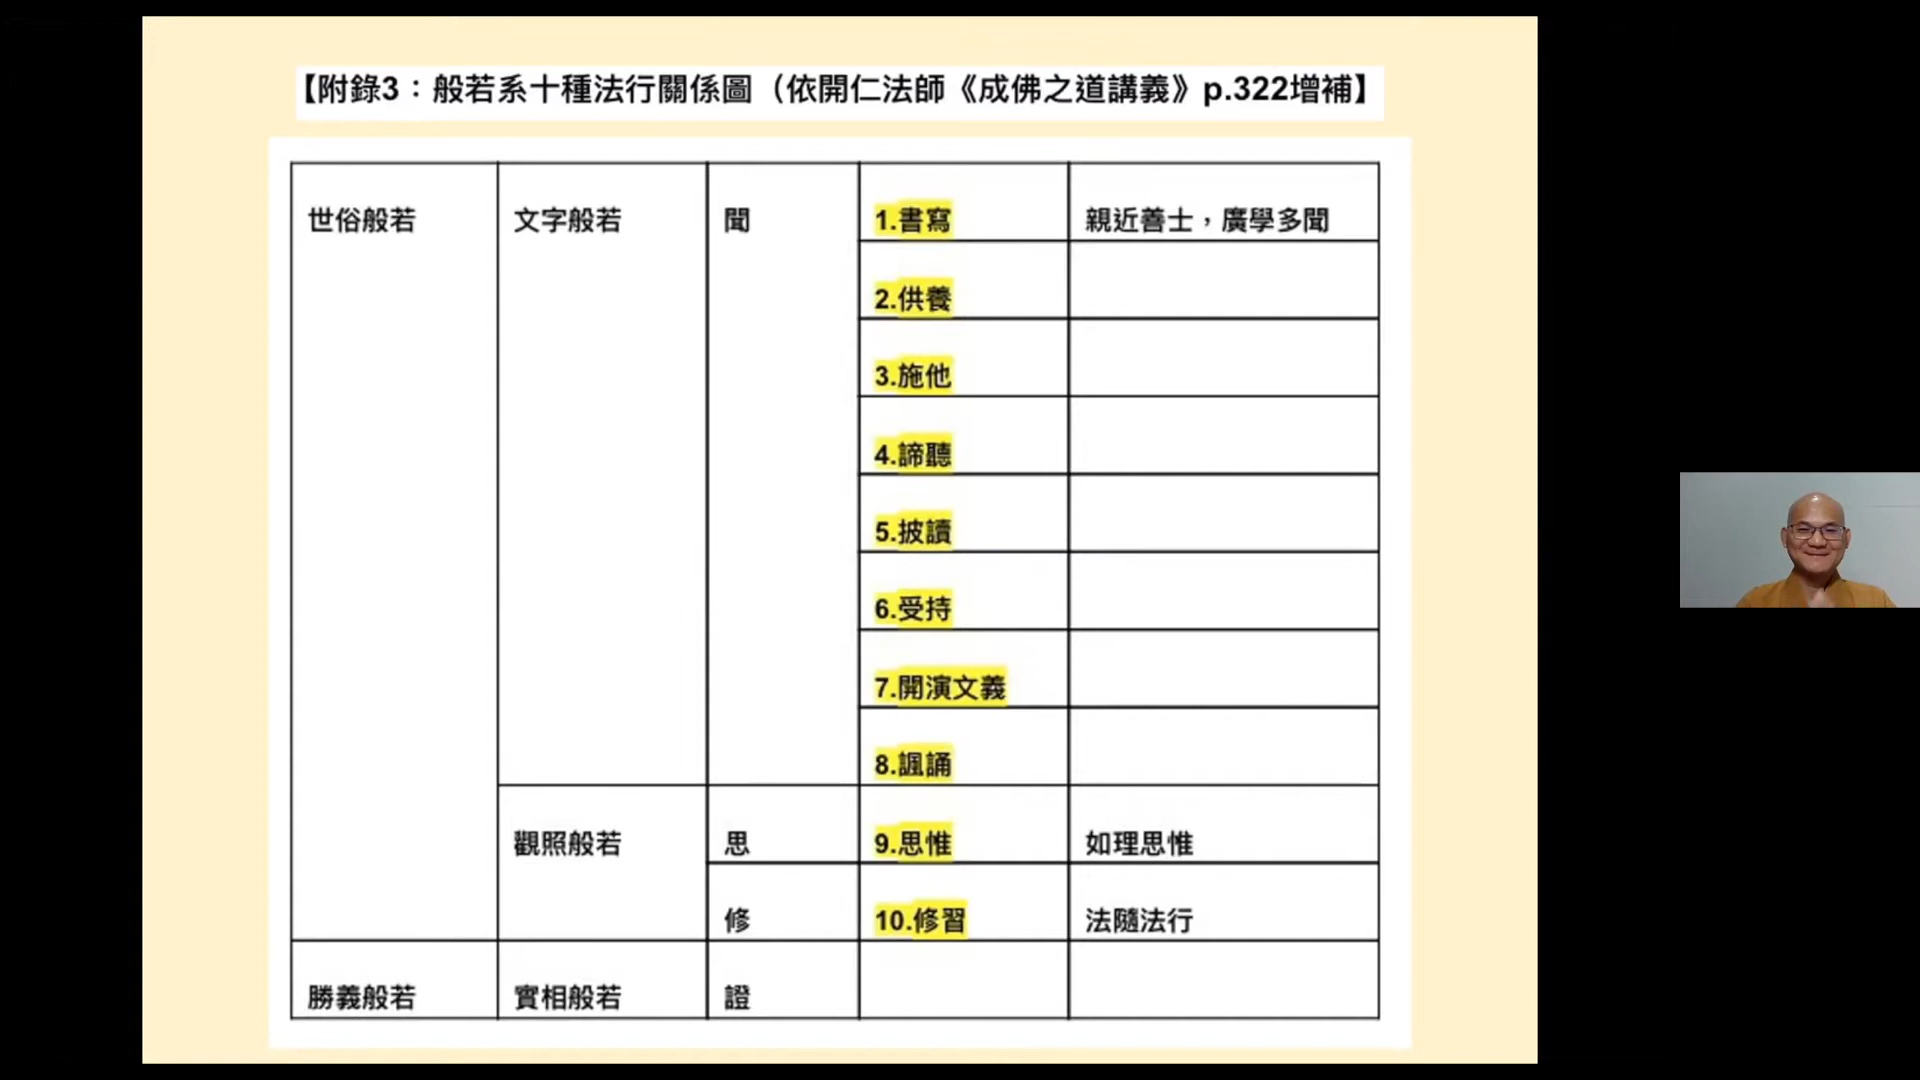 【附錄3：般若系十種法行關係圖（依開仁法師《成佛之道講義》p.322增補】
世俗般若 文字般若 聞 1.書寫 親近善士，廣學多聞
2.供養
3.施他
4.諦聽
5.披讀
6.受持
7.開演文義
8.諷誦
觀照般若 思 9.思惟 如理思惟
修 10.修習 法隨法行
勝義般若 實相般若 證